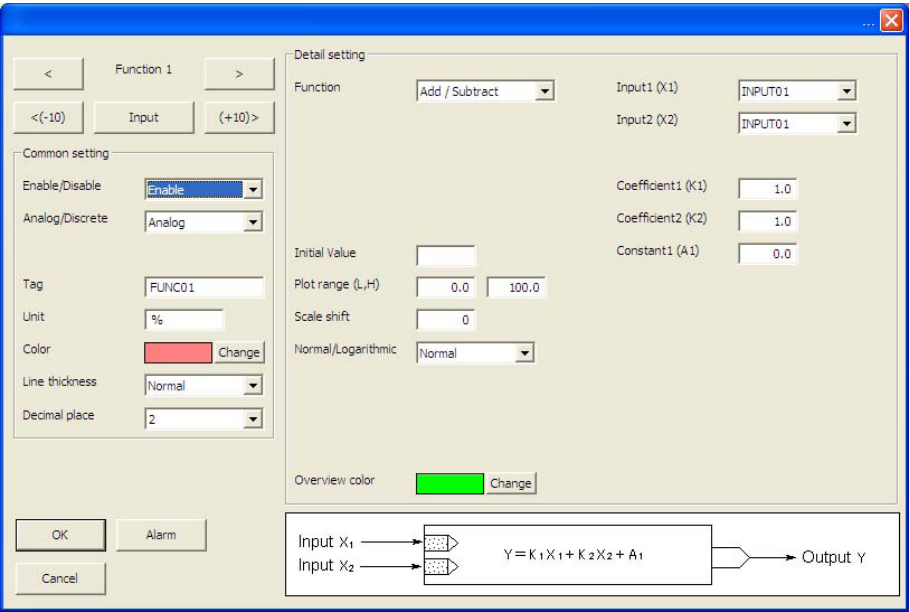 ...
< Function 1 >
<(-10) Input (+10)>
Common setting
Enable/Disable Enable
Analog/Discrete Analog
Tag FUNC01
Unit %
Color Change
Line thickness Normal
Decimal place 2
OK Alarm
Cancel
Detail setting
Function Add / Subtract
Input1 (X1) INPUT01
Input2 (X2) INPUT01
Coefficient1 (K1) 1.0
Coefficient2 (K2) 1.0
Constant1 (A1) 0.0
Initial Value
Plot range (L,H) 0.0 100.0
Scale shift 0
Normal/Logarithmic Normal
Overview color Change
Input X₁
Input X₂
Y=K₁X₁+K₂X₂+A₁
Output Y